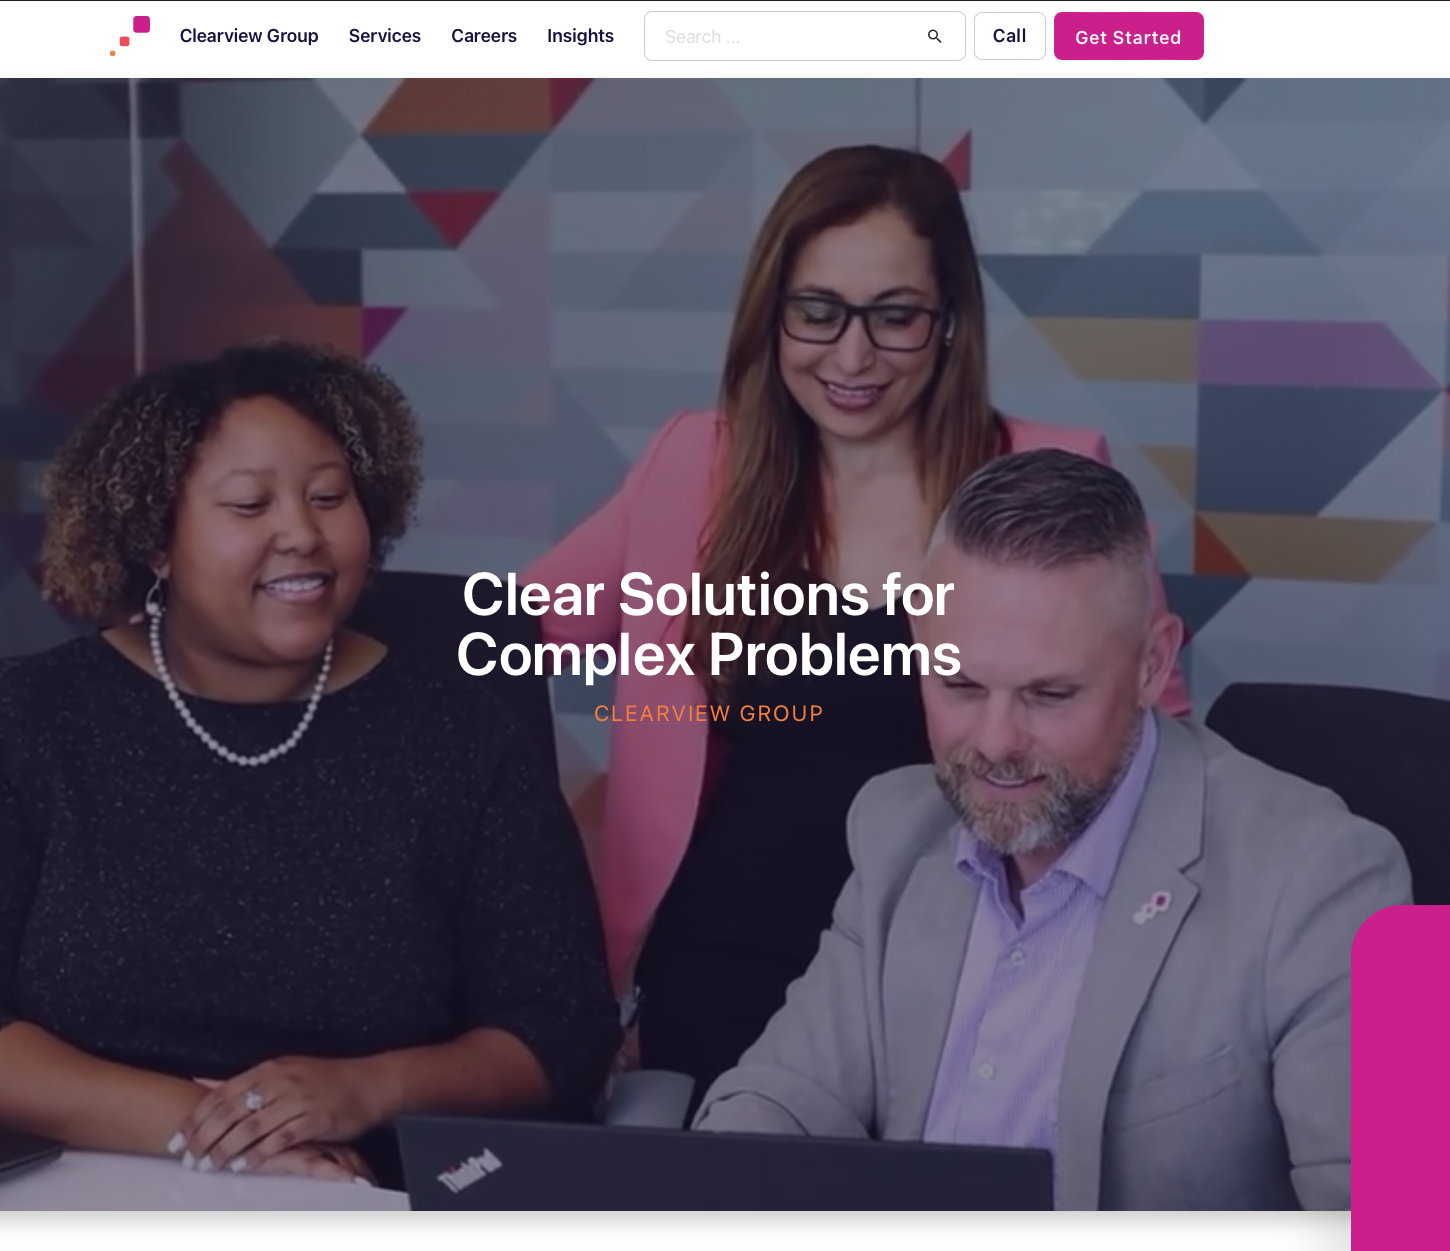 Clearview Group Services Careers Insights Search ... Call Get Started
Clear Solutions for
Complex Problems
CLEARVIEW GROUP
ThinkPad